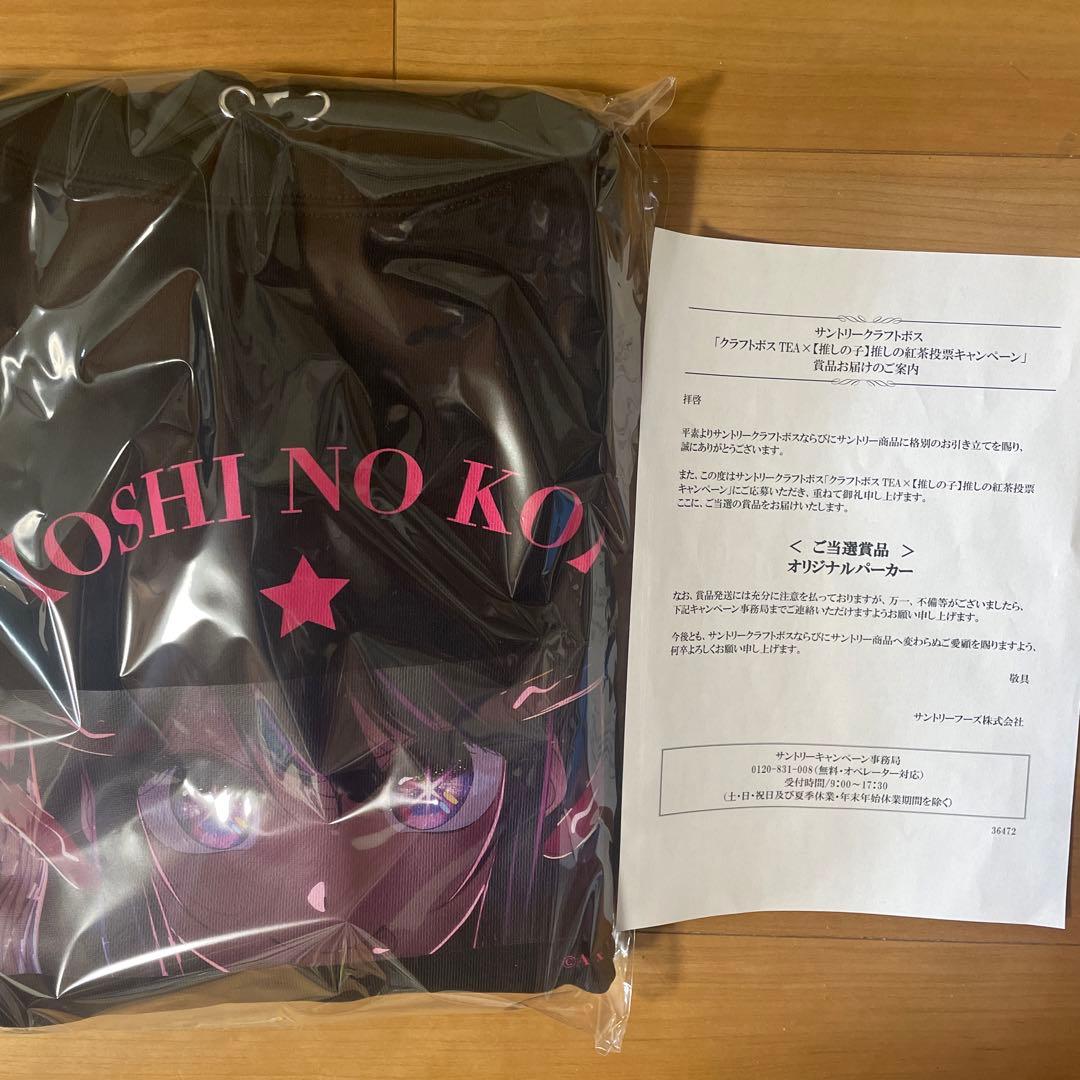 OSHI NO KO
©A
サントリークラフトボス
「クラフトボス TEA×【推しの子】推しの紅茶投票キャンペーン」
賞品お届けのご案内
拝啓
平素よりサントリークラフトボスならびにサントリー商品に格別のお引き立てを賜り、
誠にありがとうございます。
また、この度はサントリークラフトボス「クラフトボス TEA×【推しの子】推しの紅茶投票
キャンペーン」にご応募いただき、重ねて御礼申し上げます。
ここに、ご当選の賞品をお届けいたします。
＜ ご当選賞品 ＞
オリジナルパーカー
なお、賞品発送には充分に注意を払っておりますが、万一、不備等がございましたら、
下記キャンペーン事務局までご連絡いただけますようお願い申し上げます。
今後とも、サントリークラフトボスならびにサントリー商品へ変わらぬご愛顧を賜りますよう、
何卒よろしくお願い申し上げます。
敬具
サントリーフーズ株式会社
サントリーキャンペーン事務局
0120-831-008（無料・オペレーター対応）
受付時間/9：00～17：30
（土・日・祝日及び夏季休業・年末年始休業期間を除く）
36472